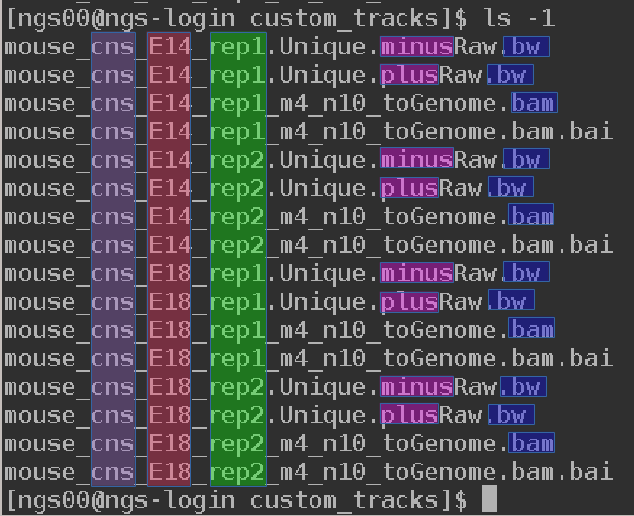 [ngs00@ngs-login custom_tracks]$ ls -1
mouse_cns_E14_rep1.Unique.minusRaw.bw
mouse_cns_E14_rep1.Unique.plusRaw.bw
mouse_cns_E14_rep1_m4_n10_toGenome.bam
mouse_cns_E14_rep1_m4_n10_toGenome.bam.bai
mouse_cns_E14_rep2.Unique.minusRaw.bw
mouse_cns_E14_rep2.Unique.plusRaw.bw
mouse_cns_E14_rep2_m4_n10_toGenome.bam
mouse_cns_E14_rep2_m4_n10_toGenome.bam.bai
mouse_cns_E18_rep1.Unique.minusRaw.bw
mouse_cns_E18_rep1.Unique.plusRaw.bw
mouse_cns_E18_rep1_m4_n10_toGenome.bam
mouse_cns_E18_rep1_m4_n10_toGenome.bam.bai
mouse_cns_E18_rep2.Unique.minusRaw.bw
mouse_cns_E18_rep2.Unique.plusRaw.bw
mouse_cns_E18_rep2_m4_n10_toGenome.bam
mouse_cns_E18_rep2_m4_n10_toGenome.bam.bai
[ngs00@ngs-login custom_tracks]$